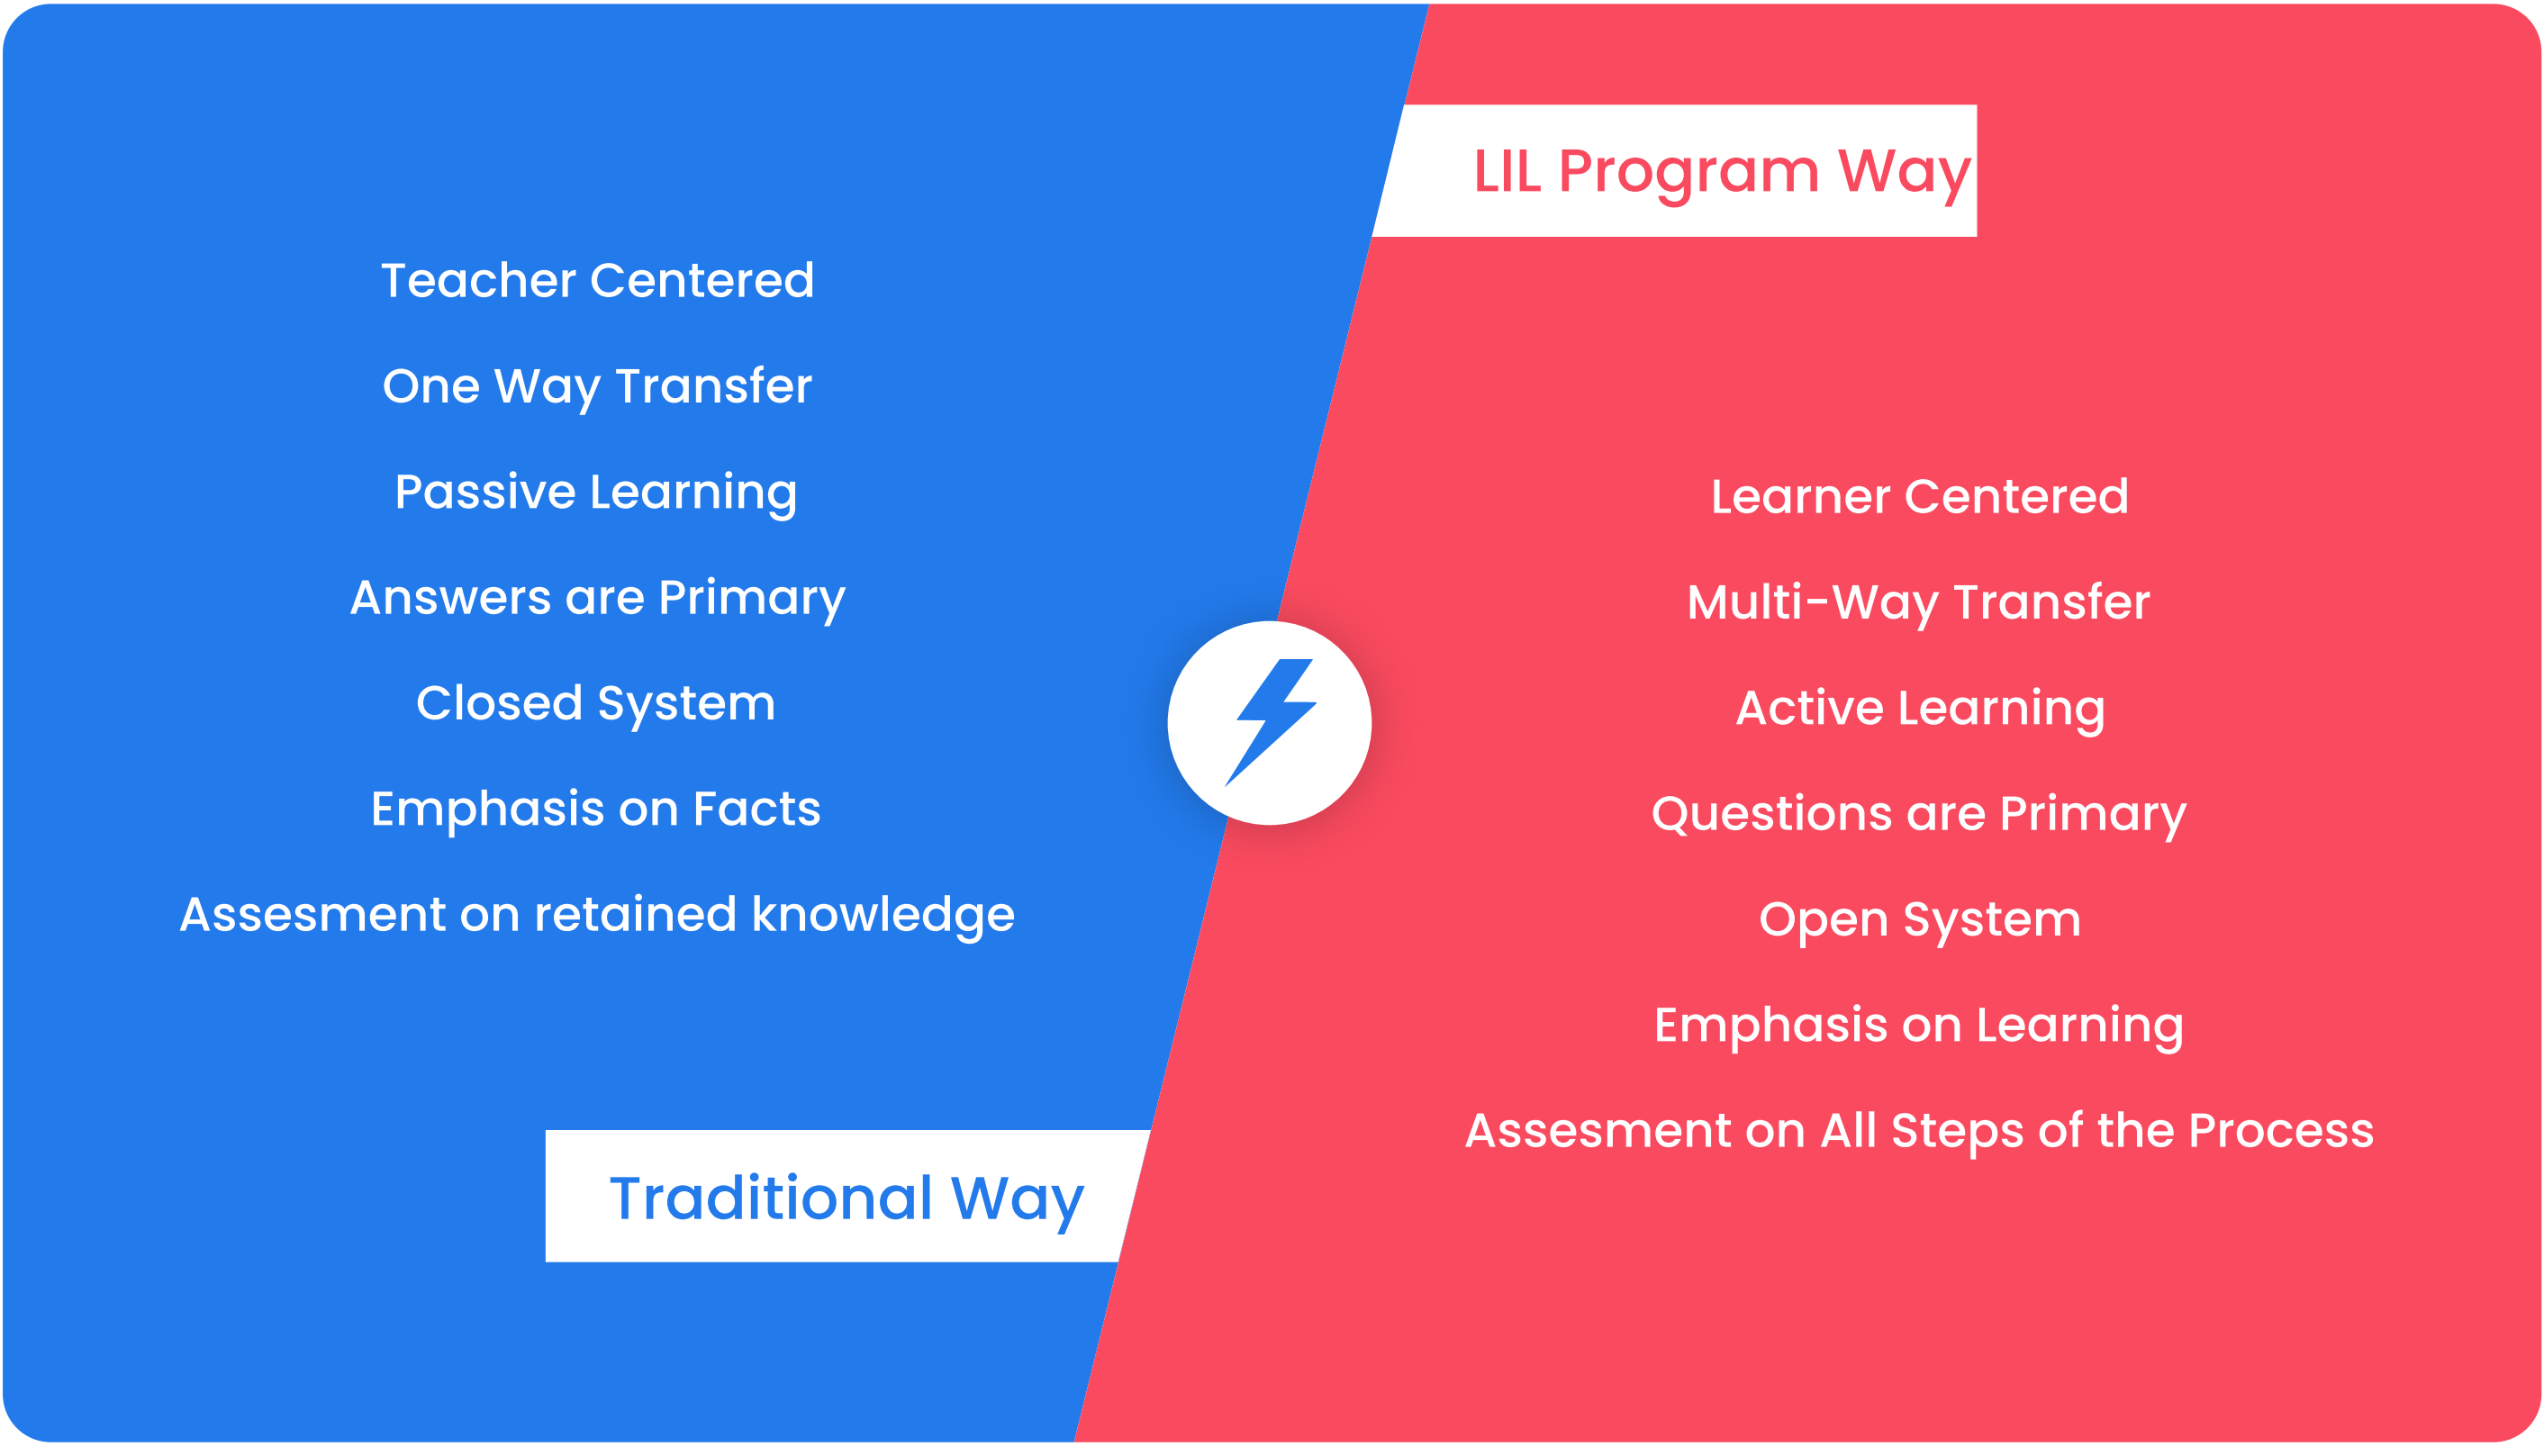 Teacher Centered
One Way Transfer
Passive Learning
Answers are Primary
Closed System
Emphasis on Facts
Assesment on retained knowledge
Traditional Way
LIL Program Way
Learner Centered
Multi-Way Transfer
Active Learning
Questions are Primary
Open System
Emphasis on Learning
Assesment on All Steps of the Process